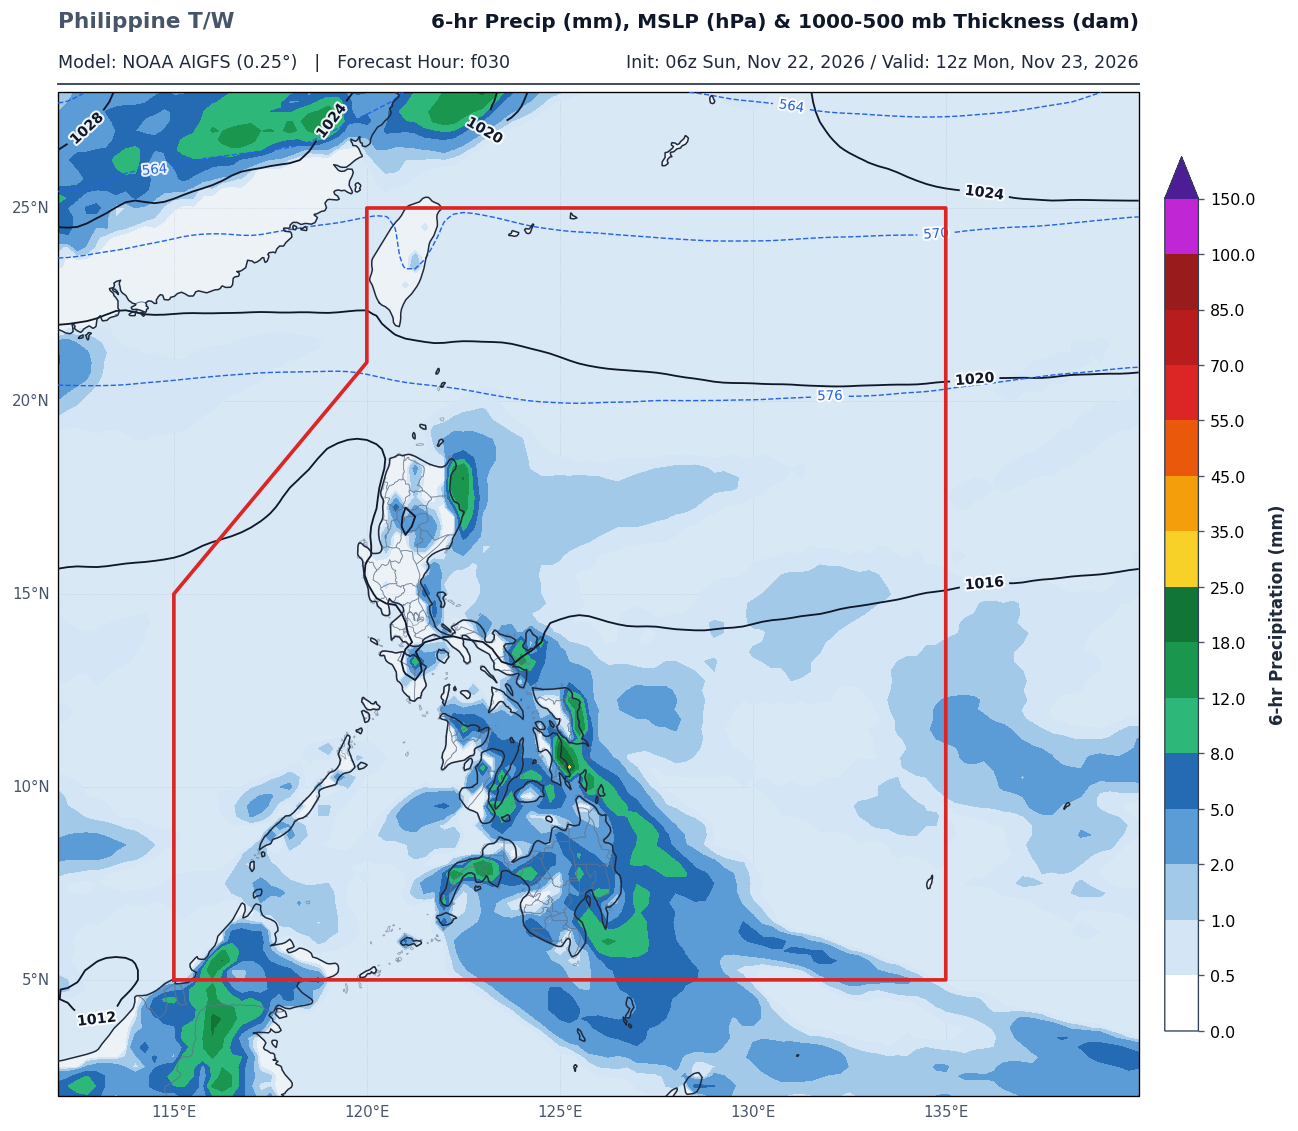 Philippine T/W
6-hr Precip (mm), MSLP (hPa) & 1000-500 mb Thickness (dam)
Model: NOAA AIGFS (0.25°) | Forecast Hour: f030
Init: 06z Sun, Nov 22, 2026 / Valid: 12z Mon, Nov 23, 2026
1028
1024
1020
564
564
1024
570
1020
576
1016
1012
25°N
20°N
15°N
10°N
5°N
115°E
120°E
125°E
130°E
135°E
150.0
100.0
85.0
70.0
55.0
45.0
35.0
25.0
18.0
12.0
8.0
5.0
2.0
1.0
0.5
0.0
6-hr Precipitation (mm)